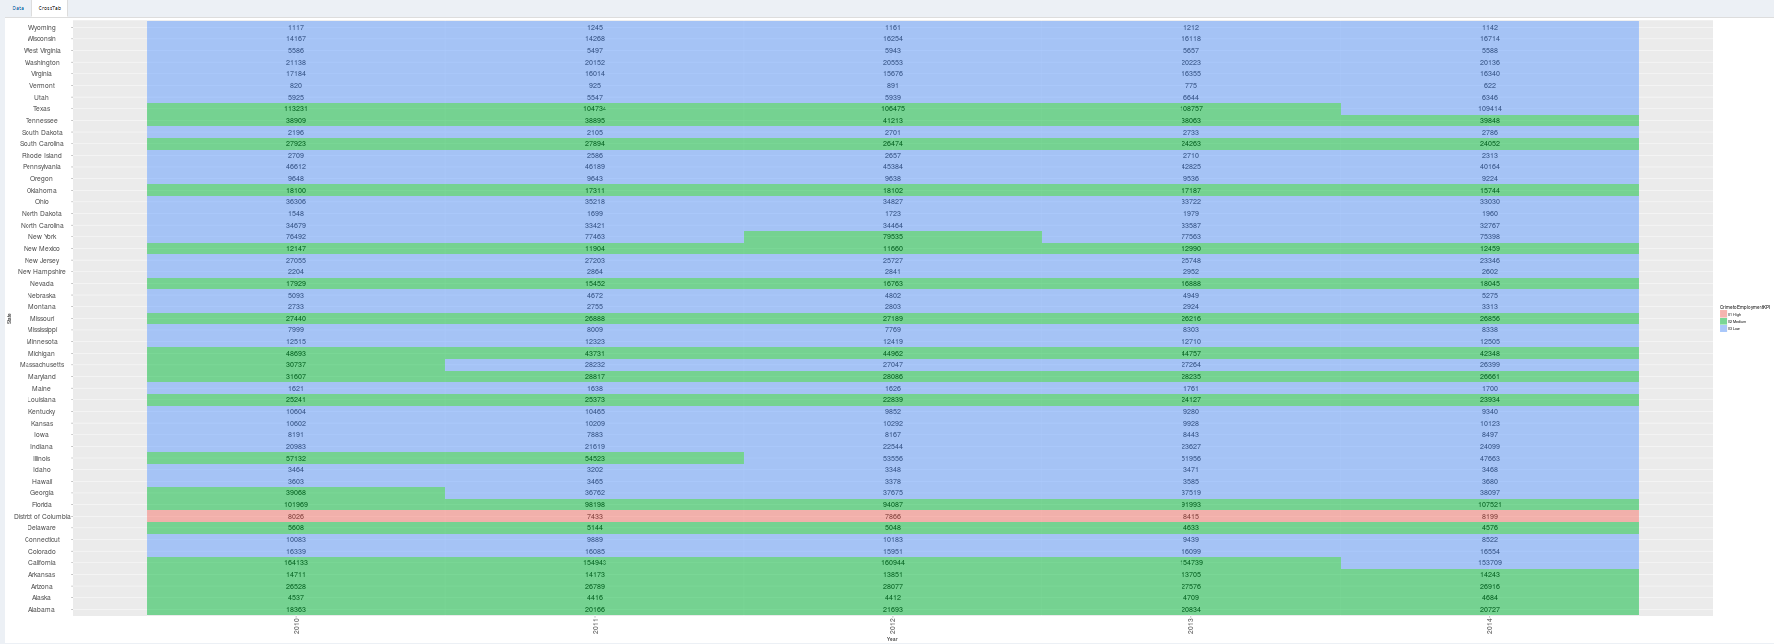 Data CrossTab
Wyoming 1117 1245 1161 1212 1142
Wisconsin 14167 14268 16254 16118 16714
West Virginia 5586 5497 5943 5657 5588
Washington 21138 20152 20553 20223 20136
Virginia 17184 16014 15676 16355 16340
Vermont 820 925 891 775 622
Utah 5925 5547 5939 6644 6346
Texas 113231 104734 106475 108757 109414
Tennessee 38909 38895 41213 38063 39848
South Dakota 2196 2105 2701 2733 2786
South Carolina 27923 27894 26474 24263 24052
Rhode Island 2709 2586 2657 2710 2313
Pennsylvania 46612 46189 45384 42825 40164
Oregon 9648 9643 9638 9536 9224
Oklahoma 18100 17311 18102 17187 15744
Ohio 36306 35218 34827 33722 33030
North Dakota 1548 1699 1723 1979 1960
North Carolina 34679 33421 34464 33587 32767
New York 76492 77463 79535 77563 75398
New Mexico 12147 11904 11660 12990 12459
New Jersey 27055 27203 25727 25748 23346
New Hampshire 2204 2864 2841 2952 2602
Nevada 17929 15452 16763 16888 18045
Nebraska 5093 4672 4802 4949 5275
Montana 2733 2755 2803 2924 3313
Missouri 27440 26888 27189 26216 26856
Mississippi 7999 8009 7769 8303 8338
Minnesota 12515 12323 12419 12710 12505
Michigan 48693 43731 44962 44757 42348
Massachusetts 30737 28232 27047 27264 26399
Maryland 31607 28817 28086 28235 26661
Maine 1621 1638 1626 1761 1700
Louisiana 25241 25373 22839 24127 23934
Kentucky 10604 10465 9852 9280 9340
Kansas 10602 10209 10292 9928 10123
Iowa 8191 7883 8167 8443 8497
Indiana 20983 21619 22544 23627 24099
Illinois 57132 54523 53556 51956 47663
Idaho 3464 3202 3348 3471 3468
Hawaii 3603 3465 3378 3585 3680
Georgia 39068 36762 37675 37519 38097
Florida 101969 98198 94087 91993 107521
District of Columbia 8026 7433 7866 8415 8199
Delaware 5608 5144 5048 4633 4576
Connecticut 10083 9889 10183 9439 8522
Colorado 16339 16085 15951 16099 16554
California 164133 154943 160944 154739 153709
Arkansas 14711 14173 13851 13705 14243
Arizona 26528 26789 28077 27576 26916
Alaska 4537 4416 4412 4709 4684
Alabama 18363 20166 21693 20834 20727
2010 2011 2012 2013 2014
Year
State
CrimetoEmploymentKPI
01 High
02 Medium
03 Low